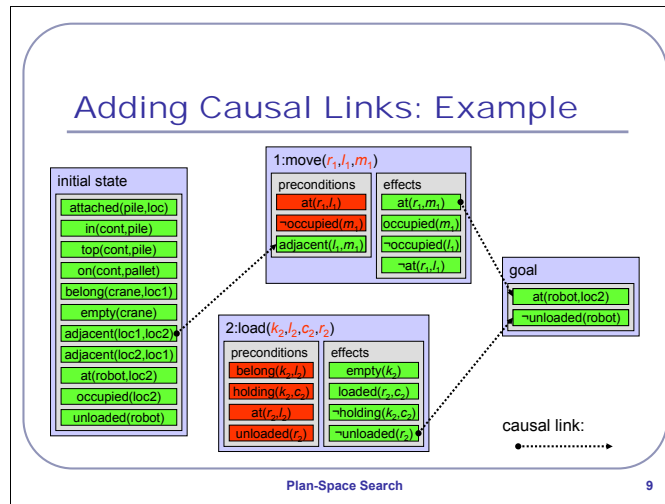 Adding Causal Links: Example
initial state
attached(pile,loc)
in(cont,pile)
top(cont,pile)
on(cont,pallet)
belong(crane,loc1)
empty(crane)
adjacent(loc1,loc2)
adjacent(loc2,loc1)
at(robot,loc2)
occupied(loc2)
unloaded(robot)
1:move(r₁,l₁,m₁)
preconditions
at(r₁,l₁)
¬occupied(m₁)
adjacent(l₁,m₁)
effects
at(r₁,m₁)
occupied(m₁)
¬occupied(l₁)
¬at(r₁,l₁)
2:load(k₂,l₂,c₂,r₂)
preconditions
belong(k₂,l₂)
holding(k₂,c₂)
at(r₂,l₂)
unloaded(r₂)
effects
empty(k₂)
loaded(r₂,c₂)
¬holding(k₂,c₂)
¬unloaded(r₂)
goal
at(robot,loc2)
¬unloaded(robot)
causal link:
Plan-Space Search
9